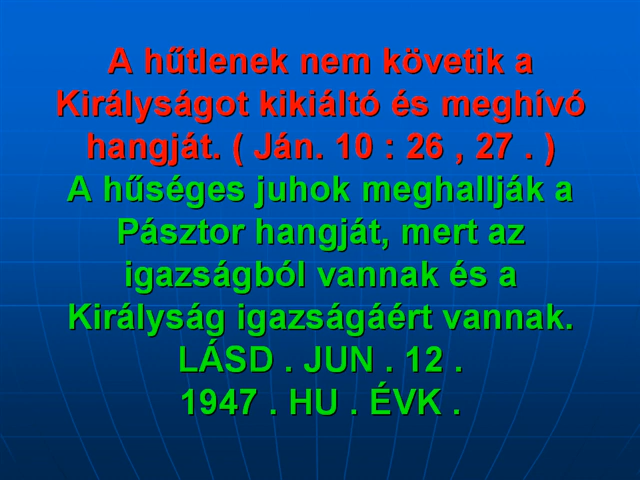 A hűtlenek nem követik a
Királyságot kikiáltó és meghívó
hangját. ( Ján. 10 : 26 , 27 . )
A hűséges juhok meghallják a
Pásztor hangját, mert az
igazságból vannak és a
Királyság igazságáért vannak.
LÁSD . JUN . 12 .
1947 . HU . ÉVK .